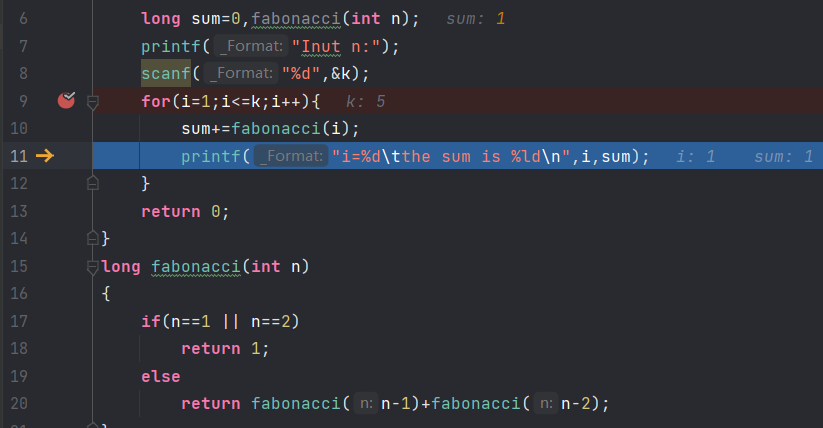 6 long sum=0,fabonacci(int n); sum: 1
7 printf( _Format: "Inut n:");
8 scanf( _Format: "%d",&k);
9 for(i=1;i<=k;i++){ k: 5
10 sum+=fabonacci(i);
11 printf( _Format: "i=%d\tthe sum is %ld\n",i,sum); i: 1 sum: 1
12 }
13 return 0;
14 }
15 long fabonacci(int n)
16 {
17 if(n==1 || n==2)
18 return 1;
19 else
20 return fabonacci( n: n-1)+fabonacci( n: n-2);